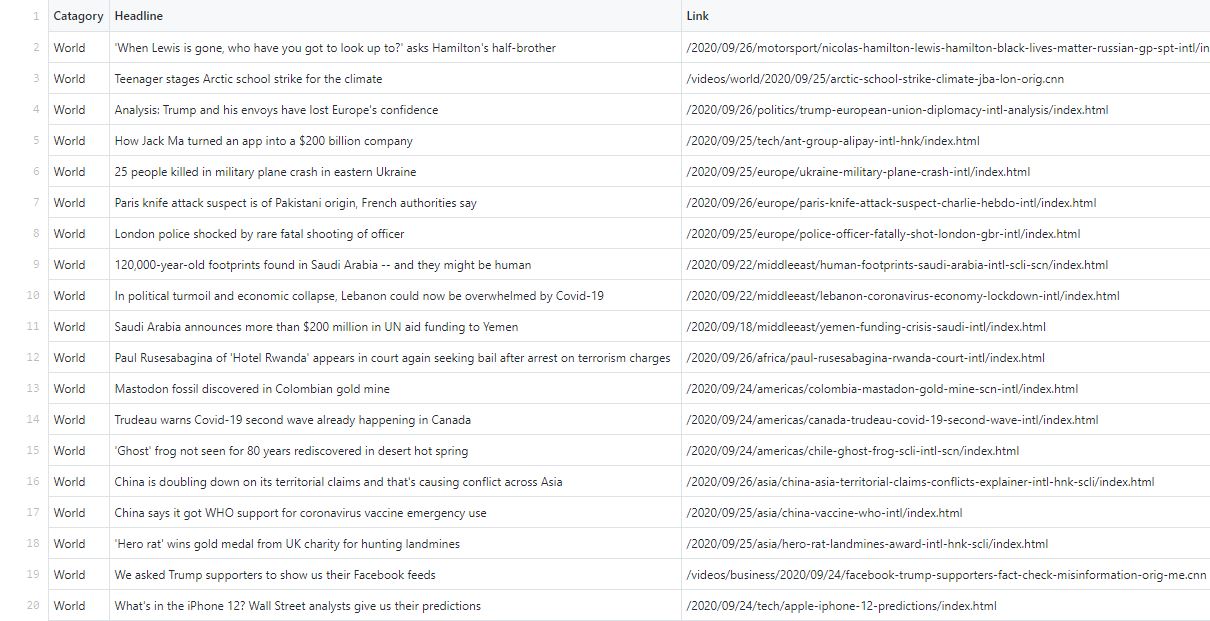 1 Catagory Headline Link
2 World 'When Lewis is gone, who have you got to look up to?' asks Hamilton's half-brother /2020/09/26/motorsport/nicolas-hamilton-lewis-hamilton-black-lives-matter-russian-gp-spt-intl/in
3 World Teenager stages Arctic school strike for the climate /videos/world/2020/09/25/arctic-school-strike-climate-jba-lon-orig.cnn
4 World Analysis: Trump and his envoys have lost Europe's confidence /2020/09/26/politics/trump-european-union-diplomacy-intl-analysis/index.html
5 World How Jack Ma turned an app into a $200 billion company /2020/09/25/tech/ant-group-alipay-intl-hnk/index.html
6 World 25 people killed in military plane crash in eastern Ukraine /2020/09/25/europe/ukraine-military-plane-crash-intl/index.html
7 World Paris knife attack suspect is of Pakistani origin, French authorities say /2020/09/26/europe/paris-knife-attack-suspect-charlie-hebdo-intl/index.html
8 World London police shocked by rare fatal shooting of officer /2020/09/25/europe/police-officer-fatally-shot-london-gbr-intl/index.html
9 World 120,000-year-old footprints found in Saudi Arabia -- and they might be human /2020/09/22/middleeast/human-footprints-saudi-arabia-intl-scli-scn/index.html
10 World In political turmoil and economic collapse, Lebanon could now be overwhelmed by Covid-19 /2020/09/22/middleeast/lebanon-coronavirus-economy-lockdown-intl/index.html
11 World Saudi Arabia announces more than $200 million in UN aid funding to Yemen /2020/09/18/middleeast/yemen-funding-crisis-saudi-intl/index.html
12 World Paul Rusesabagina of 'Hotel Rwanda' appears in court again seeking bail after arrest on terrorism charges /2020/09/26/africa/paul-rusesabagina-rwanda-court-intl/index.html
13 World Mastodon fossil discovered in Colombian gold mine /2020/09/24/americas/colombia-mastadon-gold-mine-scn-intl/index.html
14 World Trudeau warns Covid-19 second wave already happening in Canada /2020/09/24/americas/canada-trudeau-covid-19-second-wave-intl/index.html
15 World 'Ghost' frog not seen for 80 years rediscovered in desert hot spring /2020/09/24/americas/chile-ghost-frog-scli-intl-scn/index.html
16 World China is doubling down on its territorial claims and that's causing conflict across Asia /2020/09/26/asia/china-asia-territorial-claims-conflicts-explainer-intl-hnk-scli/index.html
17 World China says it got WHO support for coronavirus vaccine emergency use /2020/09/25/asia/china-vaccine-who-intl/index.html
18 World 'Hero rat' wins gold medal from UK charity for hunting landmines /2020/09/25/asia/hero-rat-landmines-award-intl-hnk-scli/index.html
19 World We asked Trump supporters to show us their Facebook feeds /videos/business/2020/09/24/facebook-trump-supporters-fact-check-misinformation-orig-me.cnn
20 World What's in the iPhone 12? Wall Street analysts give us their predictions /2020/09/24/tech/apple-iphone-12-predictions/index.html